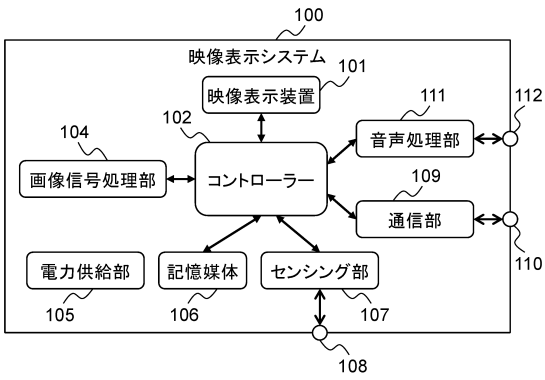 100
映像表示システム
101
映像表示装置
102
コントローラー
104
画像信号処理部
111
音声処理部
112
109
通信部
110
電力供給部
105
記憶媒体
106
センシング部
107
108